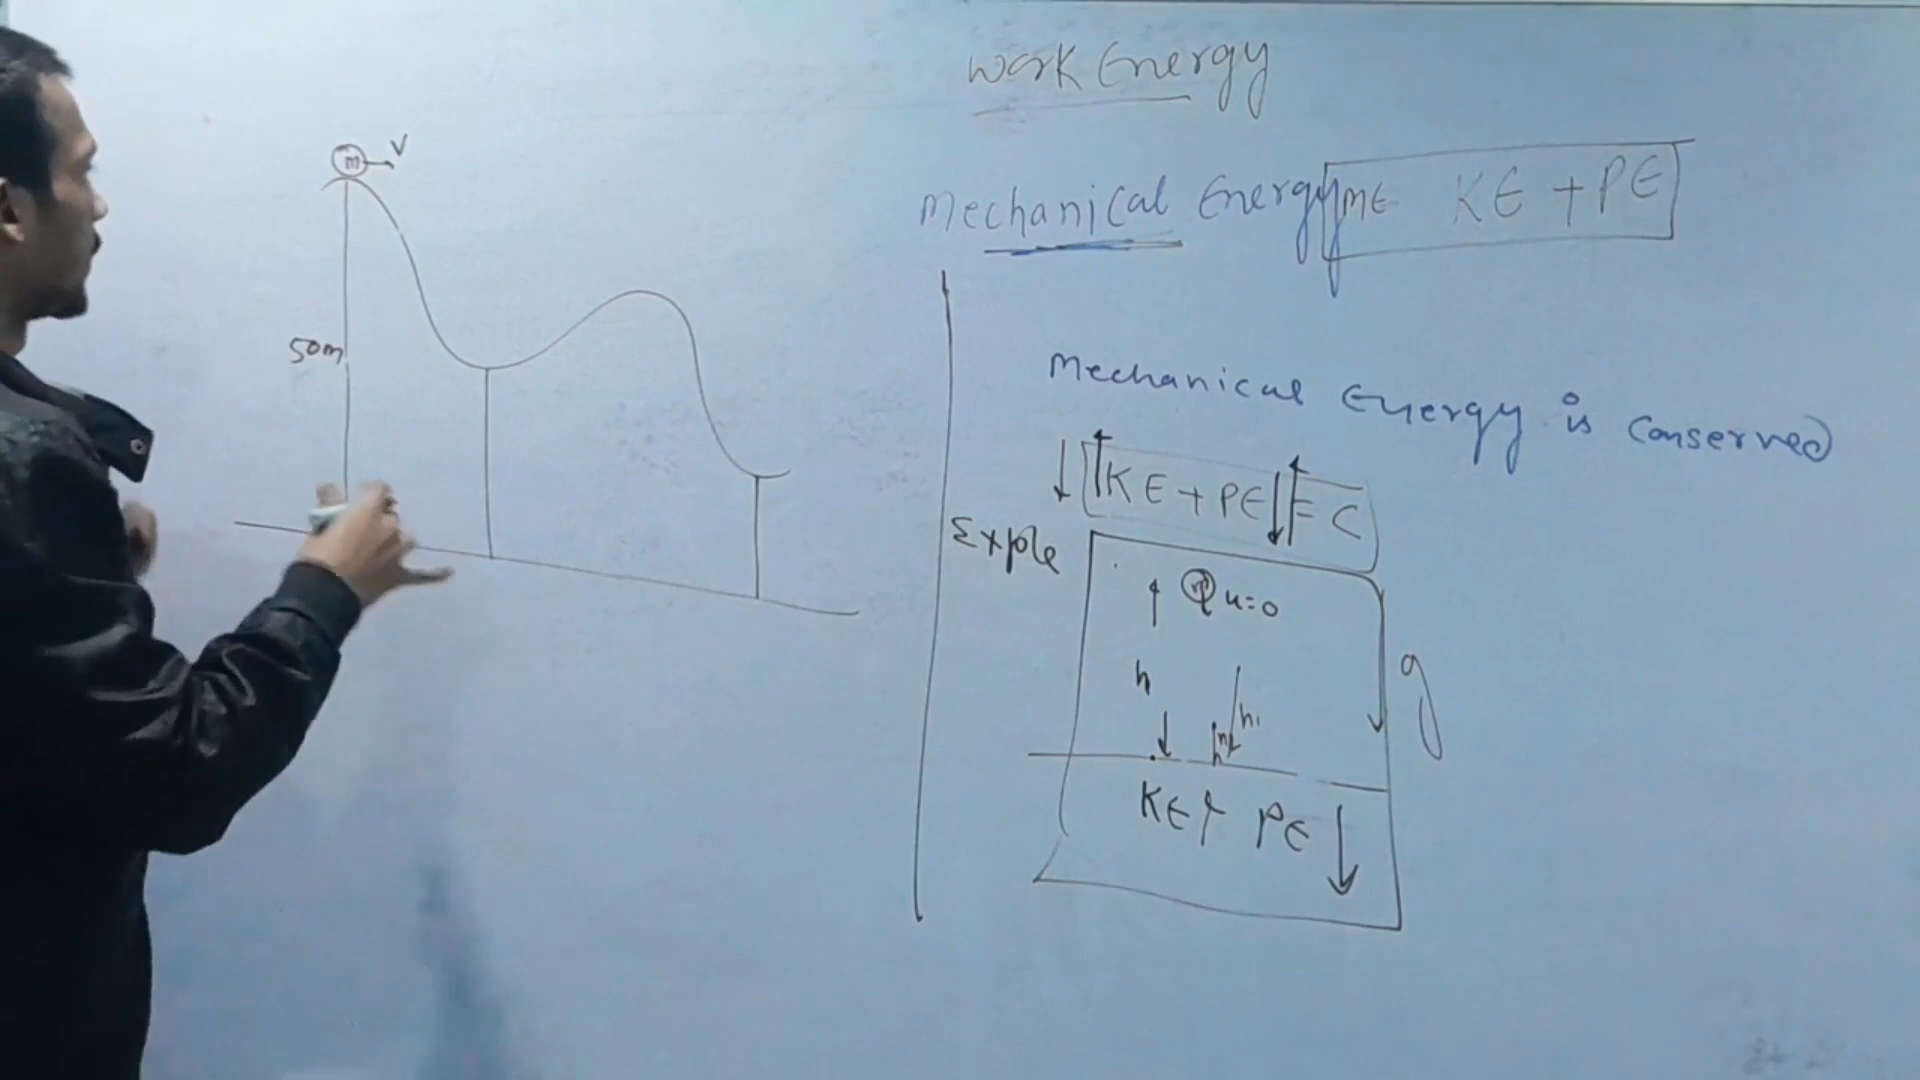 Work Energy
Mechanical Energy ME KE + PE
Mechanical Energy is conserved
KE + PE = C
m v
50m
Exple
m u=0
h
h1
g
KE + PE